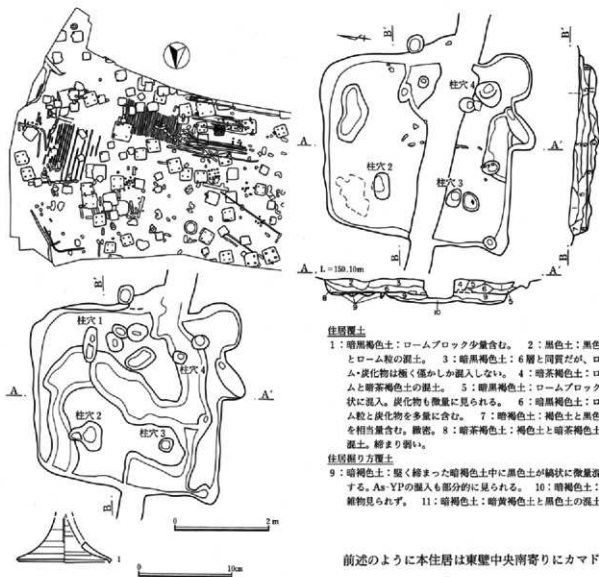 B'
B'
柱穴 4
A
A'
柱穴 2
柱穴 3
B
B
A
L=150.10m
A'
B'
柱穴 1
柱穴 4
A
A'
柱穴 2
柱穴 3
B
0
2 m
1
0
10cm
住居覆土
1:暗黒褐色土:ロームブロック少量含む。 2:黒色土:黒色
とローム粒の混土。 3:暗黒褐色土:6層と同質だが、ロ
ム・炭化物は極く僅かしか混入しない。 4:暗茶褐色土:ロ
ムと暗茶褐色土の混土。 5:暗黒褐色土:ロームブロック
状に混入。炭化物も微量に見られる。 6:暗黒褐色土:ロ
ム粒と炭化物を多量に含む。 7:暗褐色土:褐色土と黒色
を相当量含む。緻密。8:暗茶褐色土:褐色土と暗茶褐色土
混土。締まり弱い。
住居掘り方覆土
9:暗褐色土:堅く締まった暗褐色土中に黒色土が縞状に微量混
する。As-YPの混入も部分的に見られる。 10:暗褐色土:
雑物見られず。 11:暗褐色土:暗黄褐色土と黒色土の混土
前述のように本住居は東壁中央南寄りにカマド